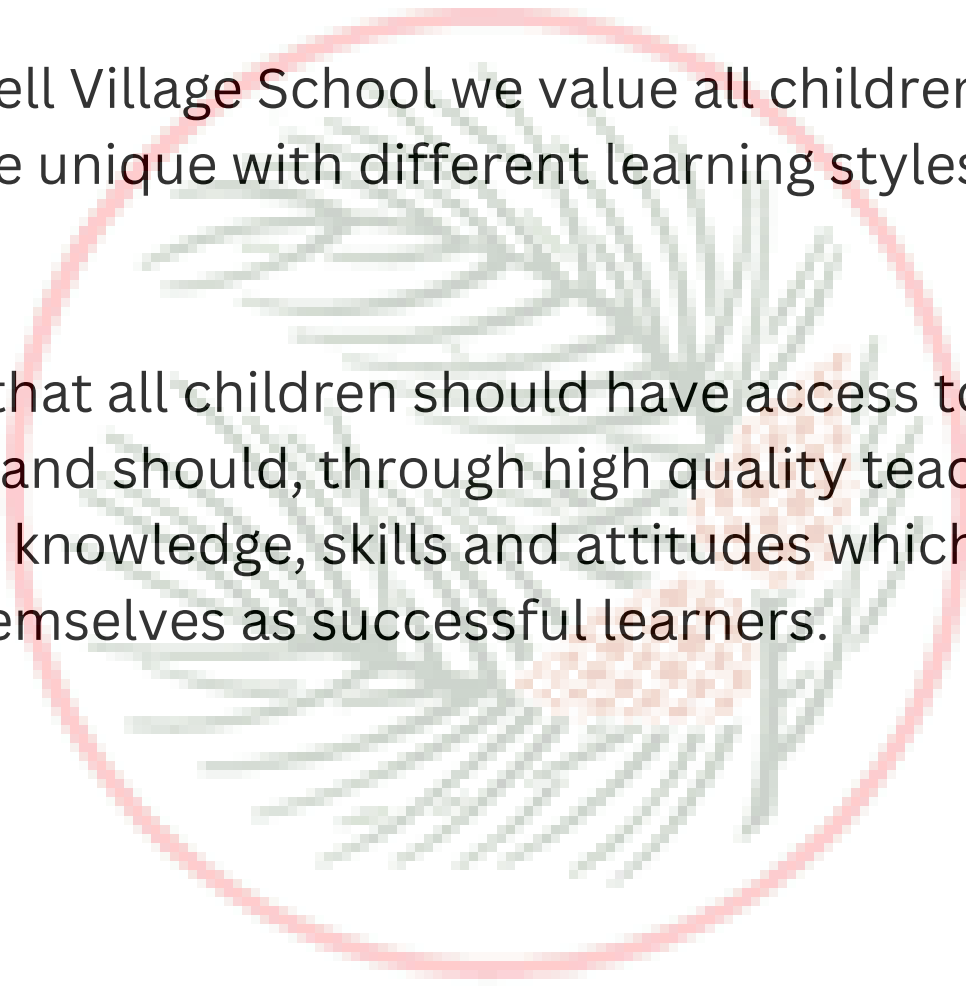 ell Village School we value all children
e unique with different learning styles
that all children should have access to
and should, through high quality teac
knowledge, skills and attitudes which
emselves as successful learners.